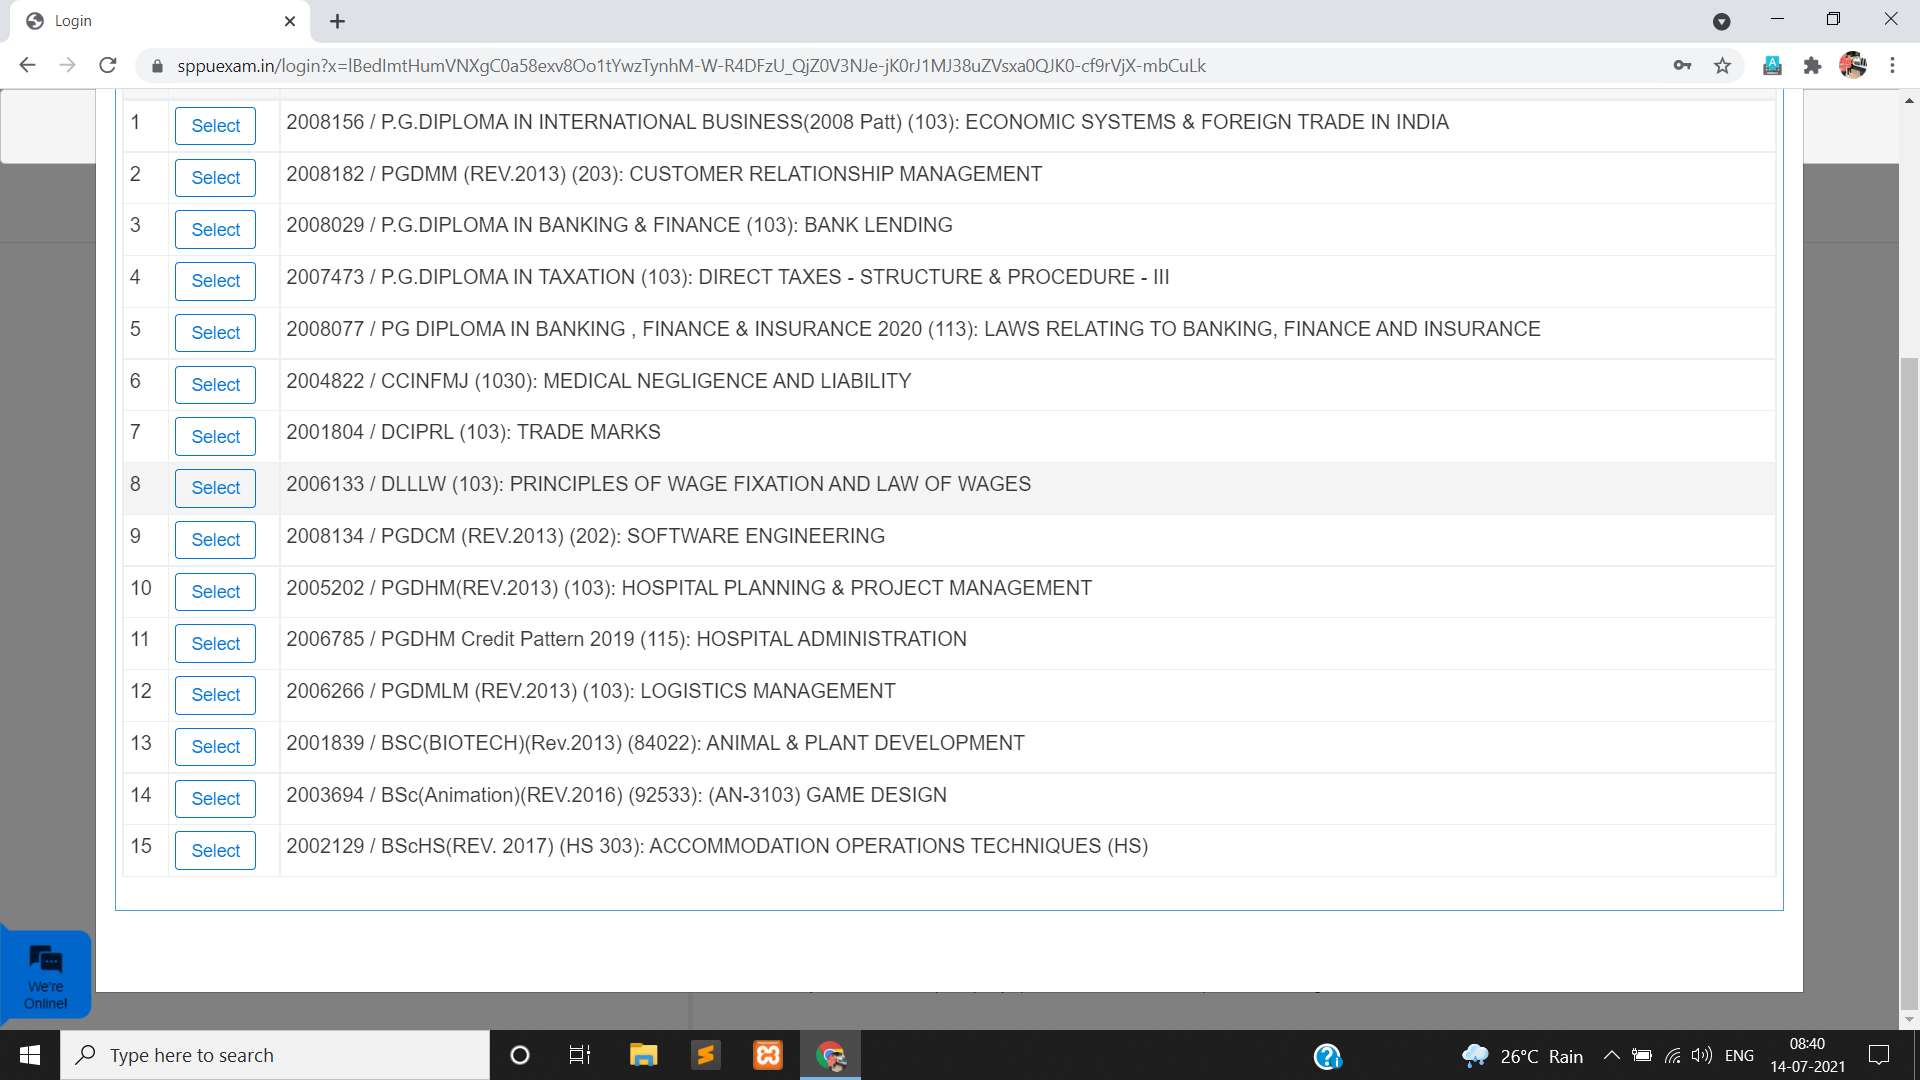 Login
sppuexam.in/login?x=lBedImtHumVNXgC0a58exv8Oo1tYwzTynhM-W-R4DFzU_QjZ0V3NJe-jK0rJ1MJ38uZVsxa0QJK0-cf9rVjX-mbCuLk
1 Select 2008156 / P.G.DIPLOMA IN INTERNATIONAL BUSINESS(2008 Patt) (103): ECONOMIC SYSTEMS & FOREIGN TRADE IN INDIA
2 Select 2008182 / PGDMM (REV.2013) (203): CUSTOMER RELATIONSHIP MANAGEMENT
3 Select 2008029 / P.G.DIPLOMA IN BANKING & FINANCE (103): BANK LENDING
4 Select 2007473 / P.G.DIPLOMA IN TAXATION (103): DIRECT TAXES - STRUCTURE & PROCEDURE - III
5 Select 2008077 / PG DIPLOMA IN BANKING , FINANCE & INSURANCE 2020 (113): LAWS RELATING TO BANKING, FINANCE AND INSURANCE
6 Select 2004822 / CCINFMJ (1030): MEDICAL NEGLIGENCE AND LIABILITY
7 Select 2001804 / DCIPRL (103): TRADE MARKS
8 Select 2006133 / DLLLW (103): PRINCIPLES OF WAGE FIXATION AND LAW OF WAGES
9 Select 2008134 / PGDCM (REV.2013) (202): SOFTWARE ENGINEERING
10 Select 2005202 / PGDHM(REV.2013) (103): HOSPITAL PLANNING & PROJECT MANAGEMENT
11 Select 2006785 / PGDHM Credit Pattern 2019 (115): HOSPITAL ADMINISTRATION
12 Select 2006266 / PGDMLM (REV.2013) (103): LOGISTICS MANAGEMENT
13 Select 2001839 / BSC(BIOTECH)(Rev.2013) (84022): ANIMAL & PLANT DEVELOPMENT
14 Select 2003694 / BSc(Animation)(REV.2016) (92533): (AN-3103) GAME DESIGN
15 Select 2002129 / BScHS(REV. 2017) (HS 303): ACCOMMODATION OPERATIONS TECHNIQUES (HS)
We're
Online!
Type here to search
26°C Rain
ENG
08:40
14-07-2021